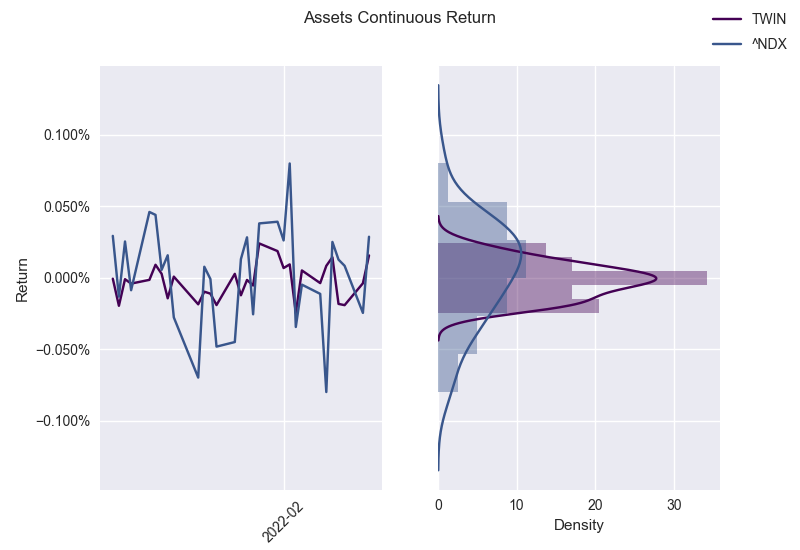 Assets Continuous Return
TWIN
^NDX
Return
0.100%
0.050%
0.000%
−0.050%
−0.100%
2022-02
0 10 20 30
Density